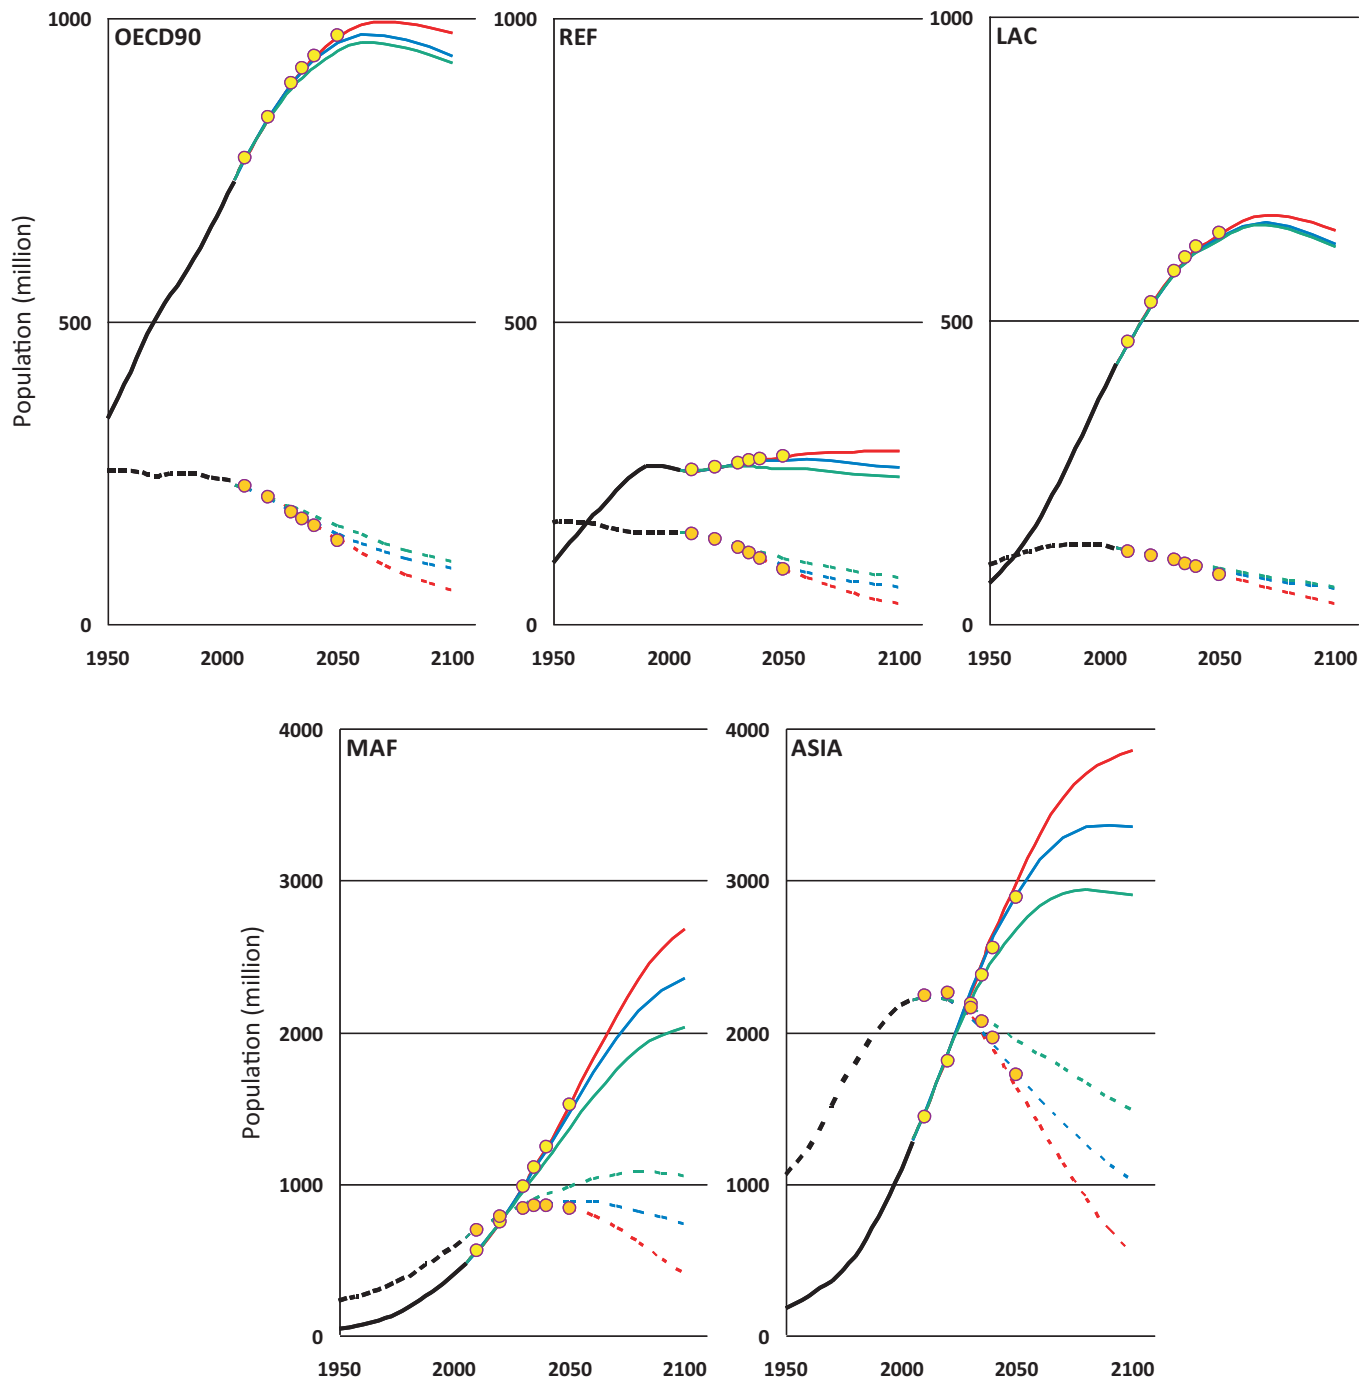 1000 1000 1000
OECD90 REF LAC
Population (million)
500 500 500
0 0 0
1950 2000 2050 2100 1950 2000 2050 2100 1950 2000 2050 2100
4000 4000
MAF ASIA
3000 3000
Population (million)
2000 2000
1000 1000
0 0
1950 2000 2050 2100 1950 2000 2050 2100